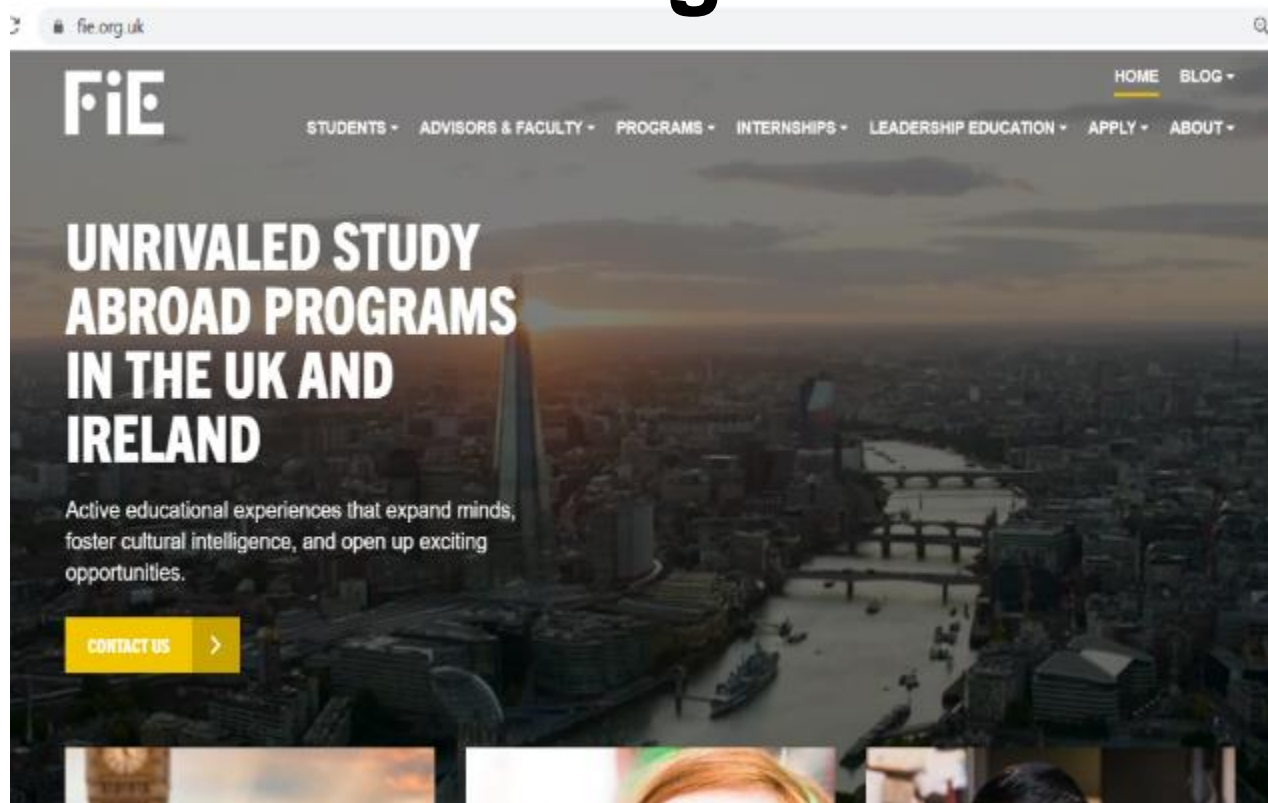 fie.org.uk
FiE
HOME BLOG
STUDENTS ADVISORS & FACULTY PROGRAMS INTERNSHIPS LEADERSHIP EDUCATION APPLY ABOUT
UNRIVALED STUDY
ABROAD PROGRAMS
IN THE UK AND
IRELAND
Active educational experiences that expand minds,
foster cultural intelligence, and open up exciting
opportunities.
CONTACT US